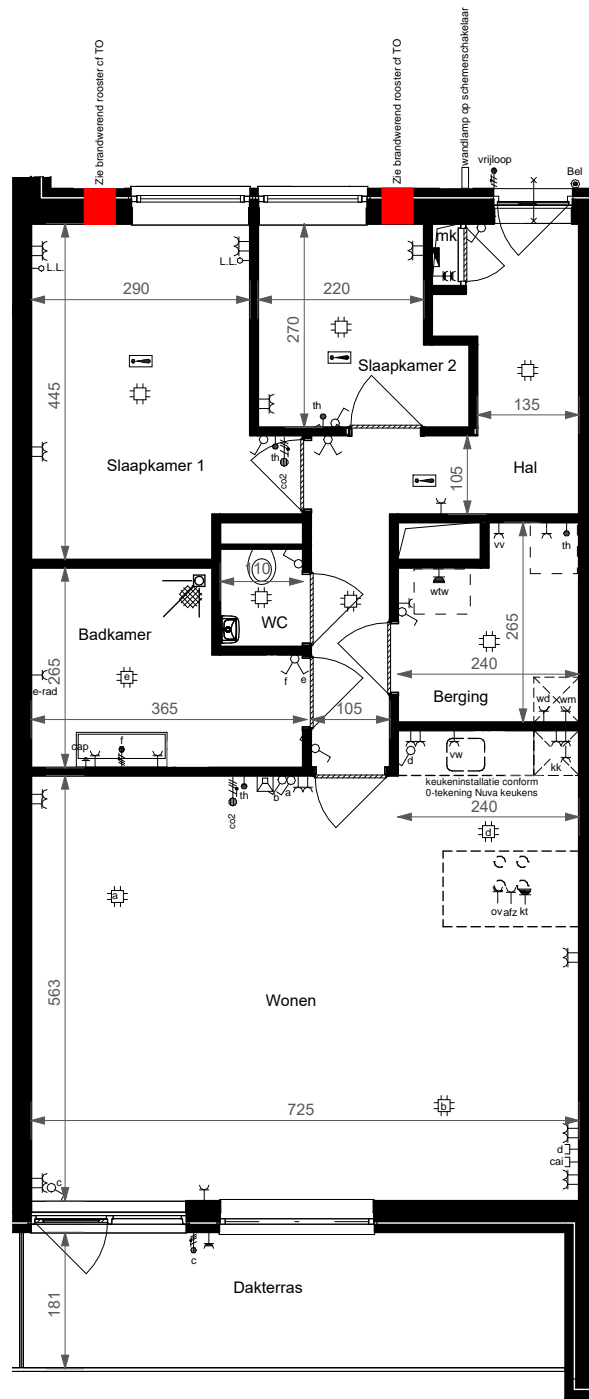 Zie brandwerend rooster cf TO
Zie brandwerend rooster cf TO
wandlamp op schemerschakelaar
vrijloop
Bel
mk
L.L.
L.L.
290
220
270
445
Slaapkamer 2
135
th
th
co2
Slaapkamer 1
105
Hal
vv
th
110
wtw
WC
Badkamer
265
265
e
240
e-rad
f
e
Berging
wd
wm
365
105
cap
f
d
vw
kk
keukeninstallatie conform
0-tekening Nuva keukens
th
b
a
co2
240
d
a
ov
afz
kt
563
Wonen
b
725
d
cai
c
c
Dakterras
181